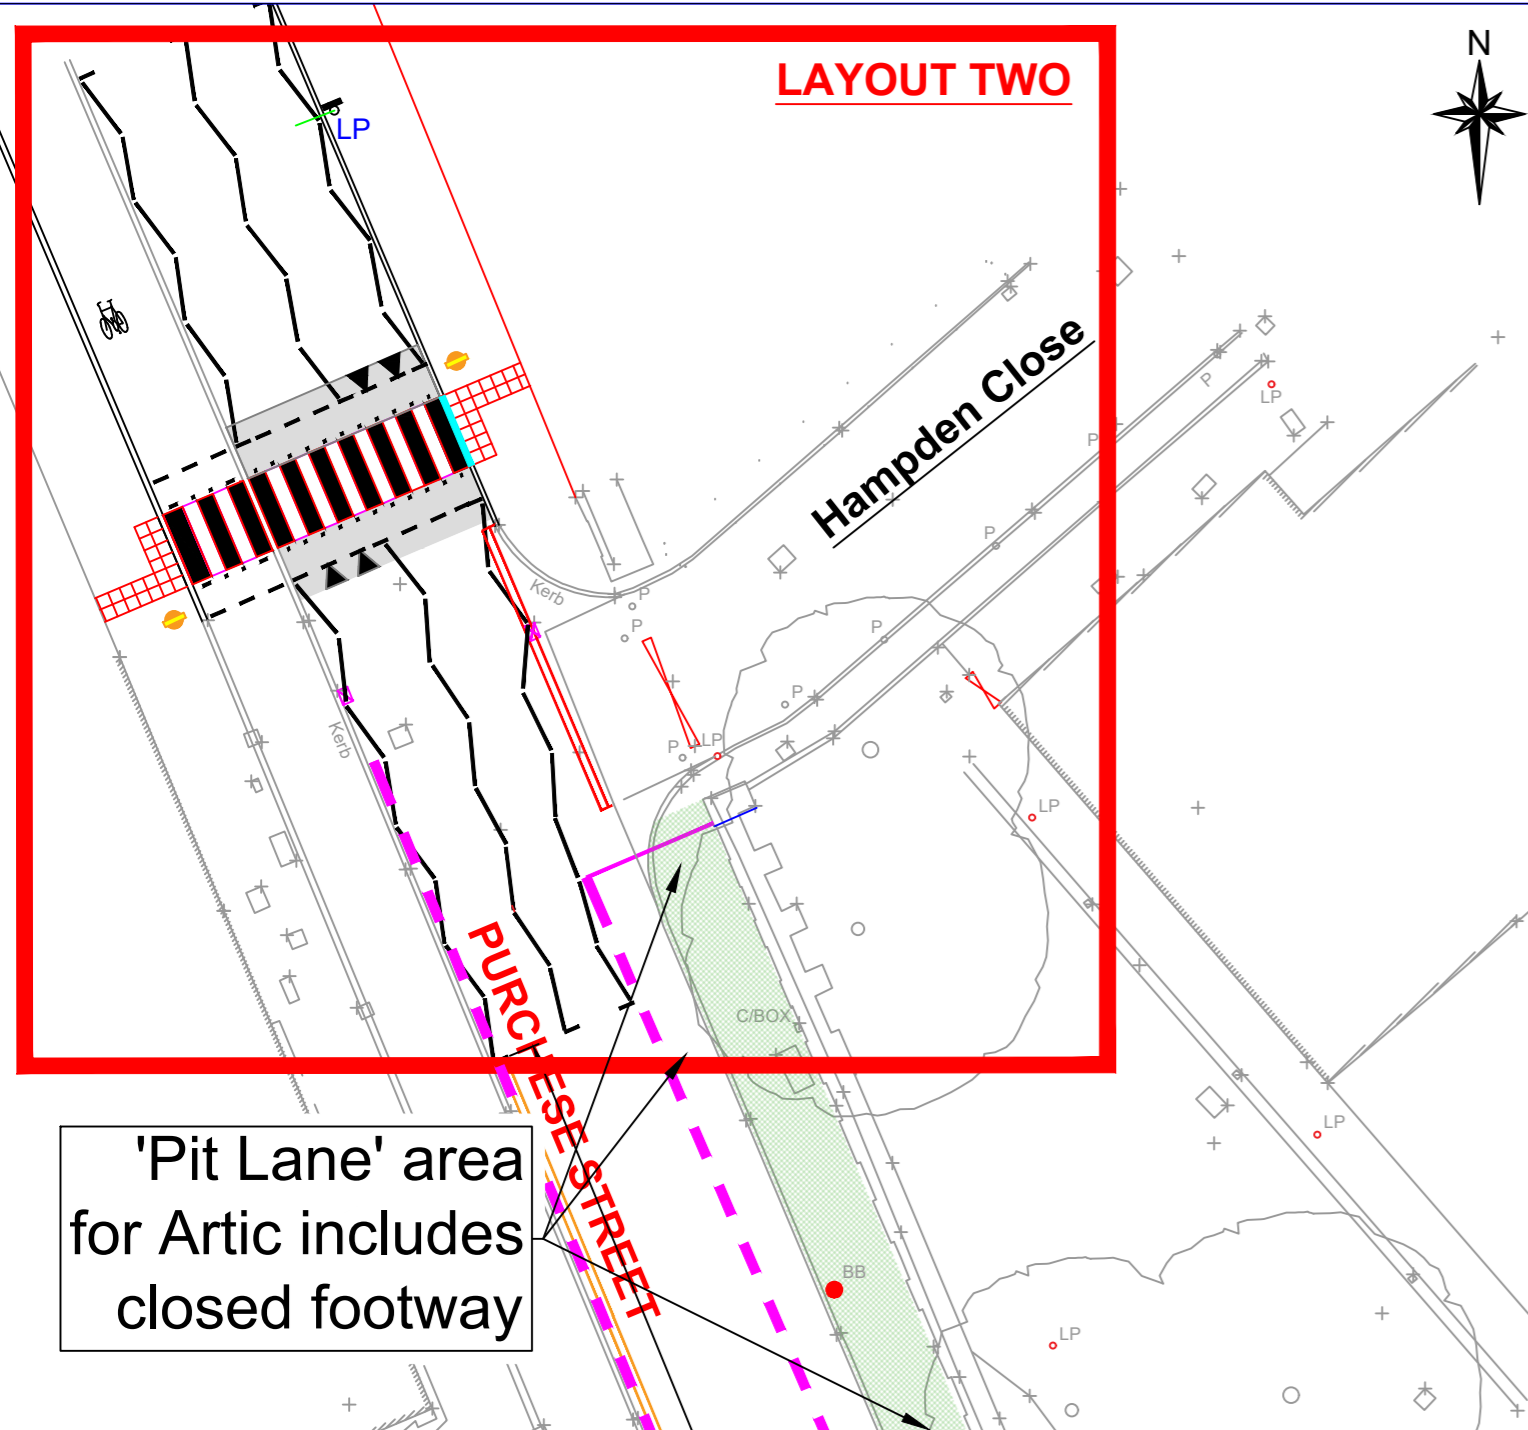 LAYOUT TWO
N
LP
Hampden Close
P
LP
P
P
Kerb
P
P
P
P
Kerb
P
LP
LP
PURCHESE STREET
C/BOX
'Pit Lane' area
for Artic includes
closed footway
LP
BB
LP